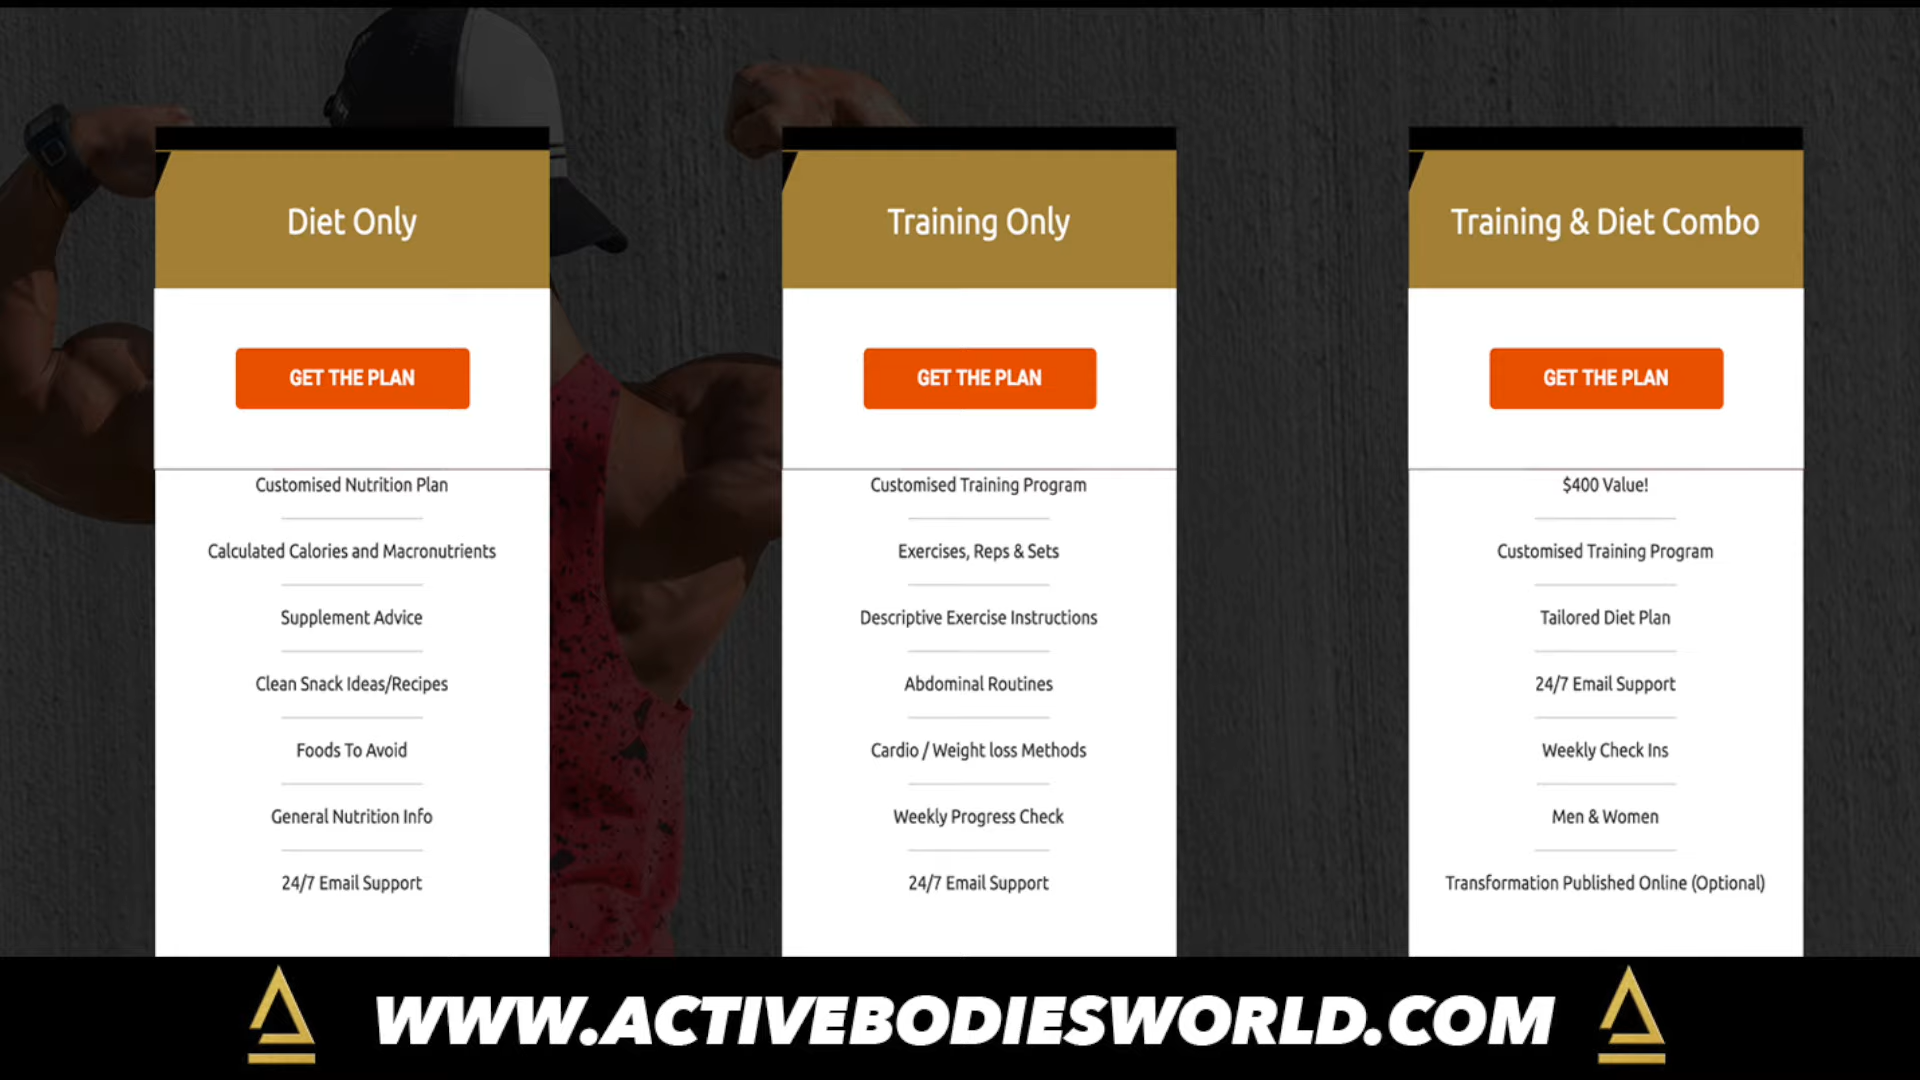 Diet Only
GET THE PLAN
Customised Nutrition Plan
Calculated Calories and Macronutrients
Supplement Advice
Clean Snack Ideas/Recipes
Foods To Avoid
General Nutrition Info
24/7 Email Support
Training Only
GET THE PLAN
Customised Training Program
Exercises, Reps & Sets
Descriptive Exercise Instructions
Abdominal Routines
Cardio / Weight loss Methods
Weekly Progress Check
24/7 Email Support
Training & Diet Combo
GET THE PLAN
$400 Value!
Customised Training Program
Tailored Diet Plan
24/7 Email Support
Weekly Check Ins
Men & Women
Transformation Published Online (Optional)
WWW.ACTIVEBODIESWORLD.COM